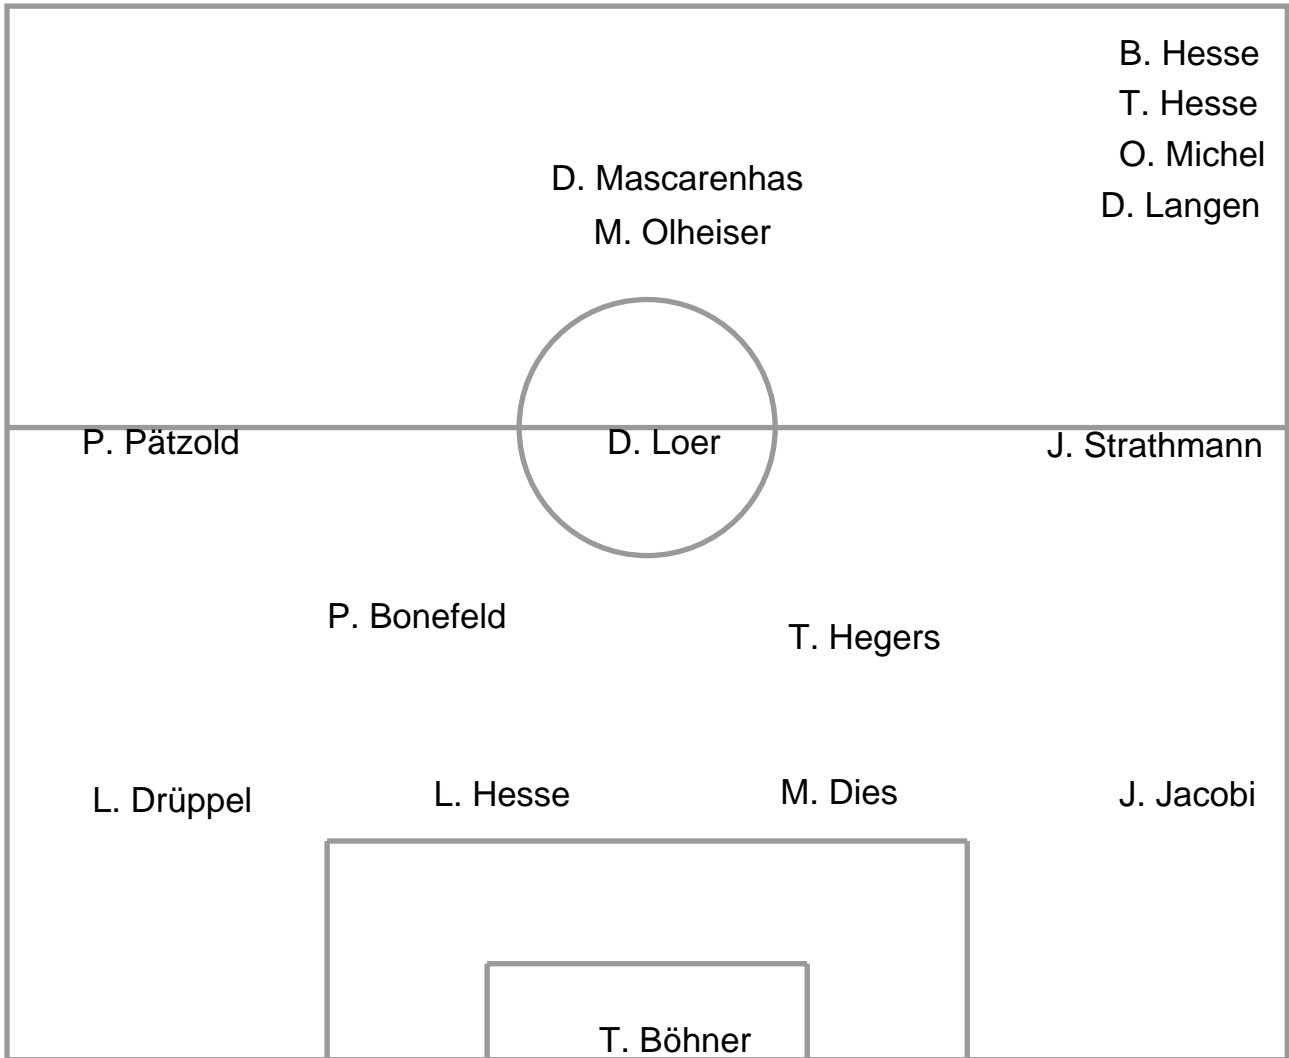 B. Hesse
T. Hesse
O. Michel
D. Langen
D. Mascarenhas
M. Olheiser
P. Pätzold
D. Loer
J. Strathmann
P. Bonefeld
T. Hegers
L. Drüppel
L. Hesse
M. Dies
J. Jacobi
T. Böhner